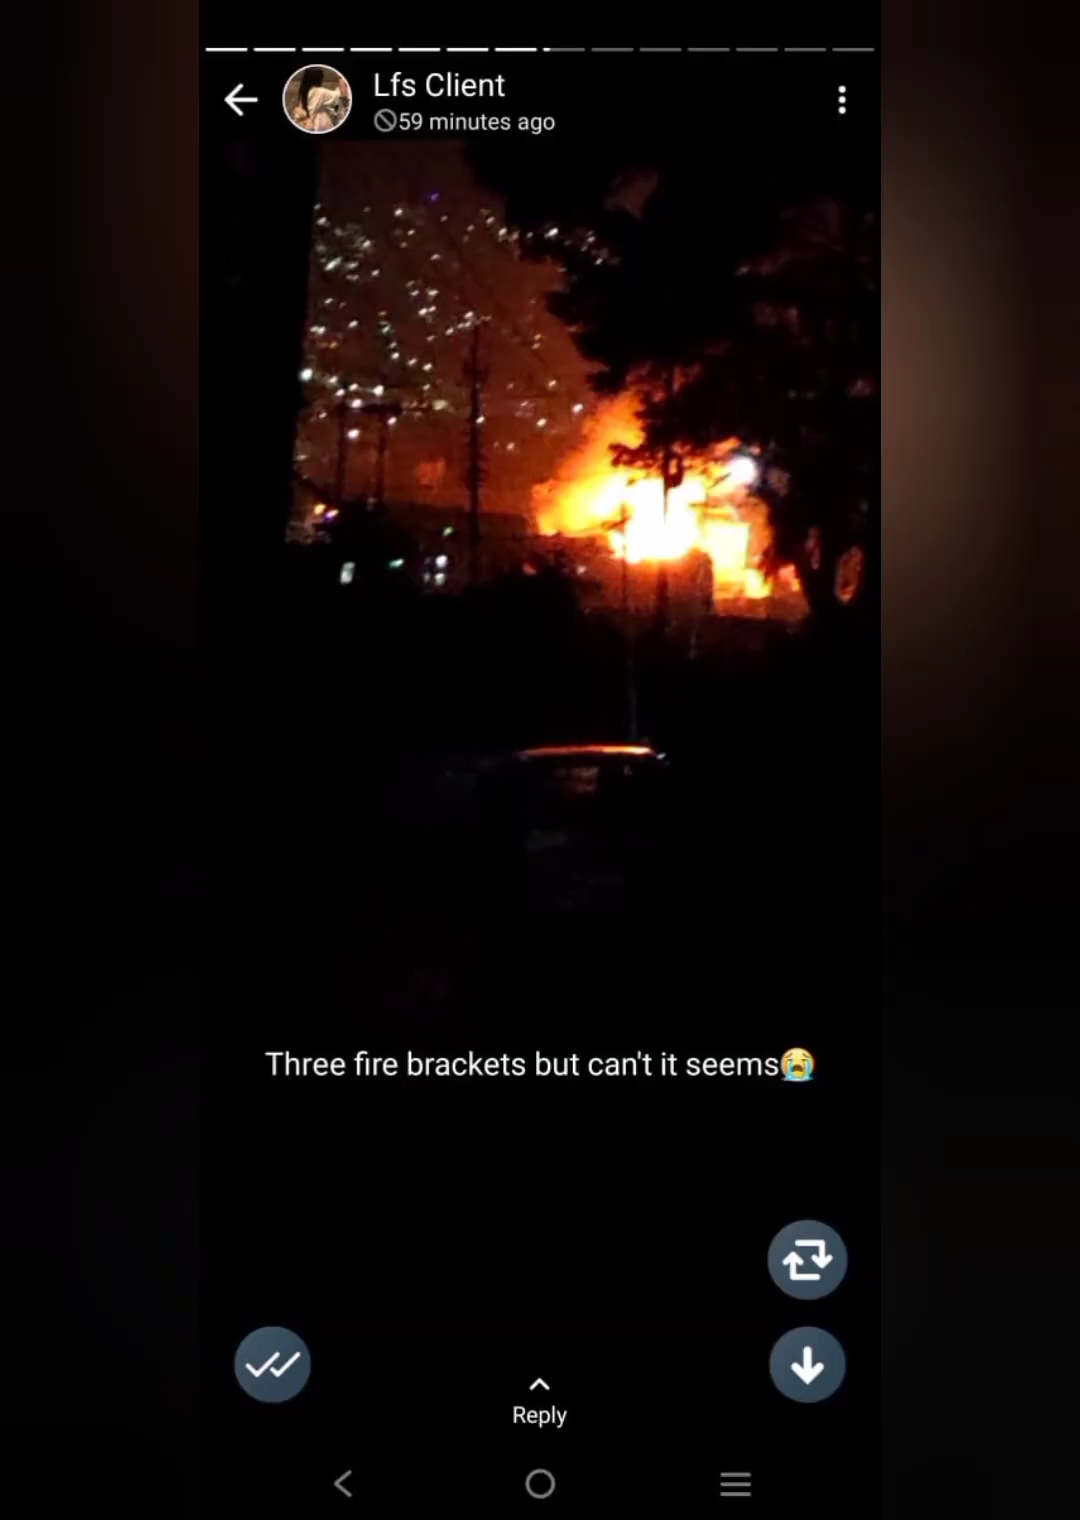 Lfs Client
59 minutes ago
Three fire brackets but can't it seems😭
Reply